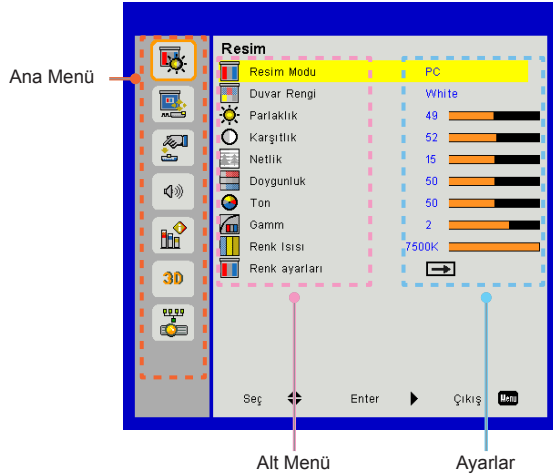 Resim
Ana Menü
Resim Modu PC
Duvar Rengi White
Parlaklık 49
Karşıtlık 52
Netlik 15
Doygunluk 50
Ton 50
Gamm 2
Renk Isısı 7500K
Renk ayarları
3D
Seç Enter Çıkış Menu
Alt Menü Ayarlar